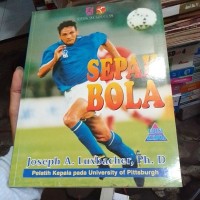 SEPAK
BOLA
Joseph A. Luxbacher, Ph. D
Pelatih Kepala pada University of Pittsburgh